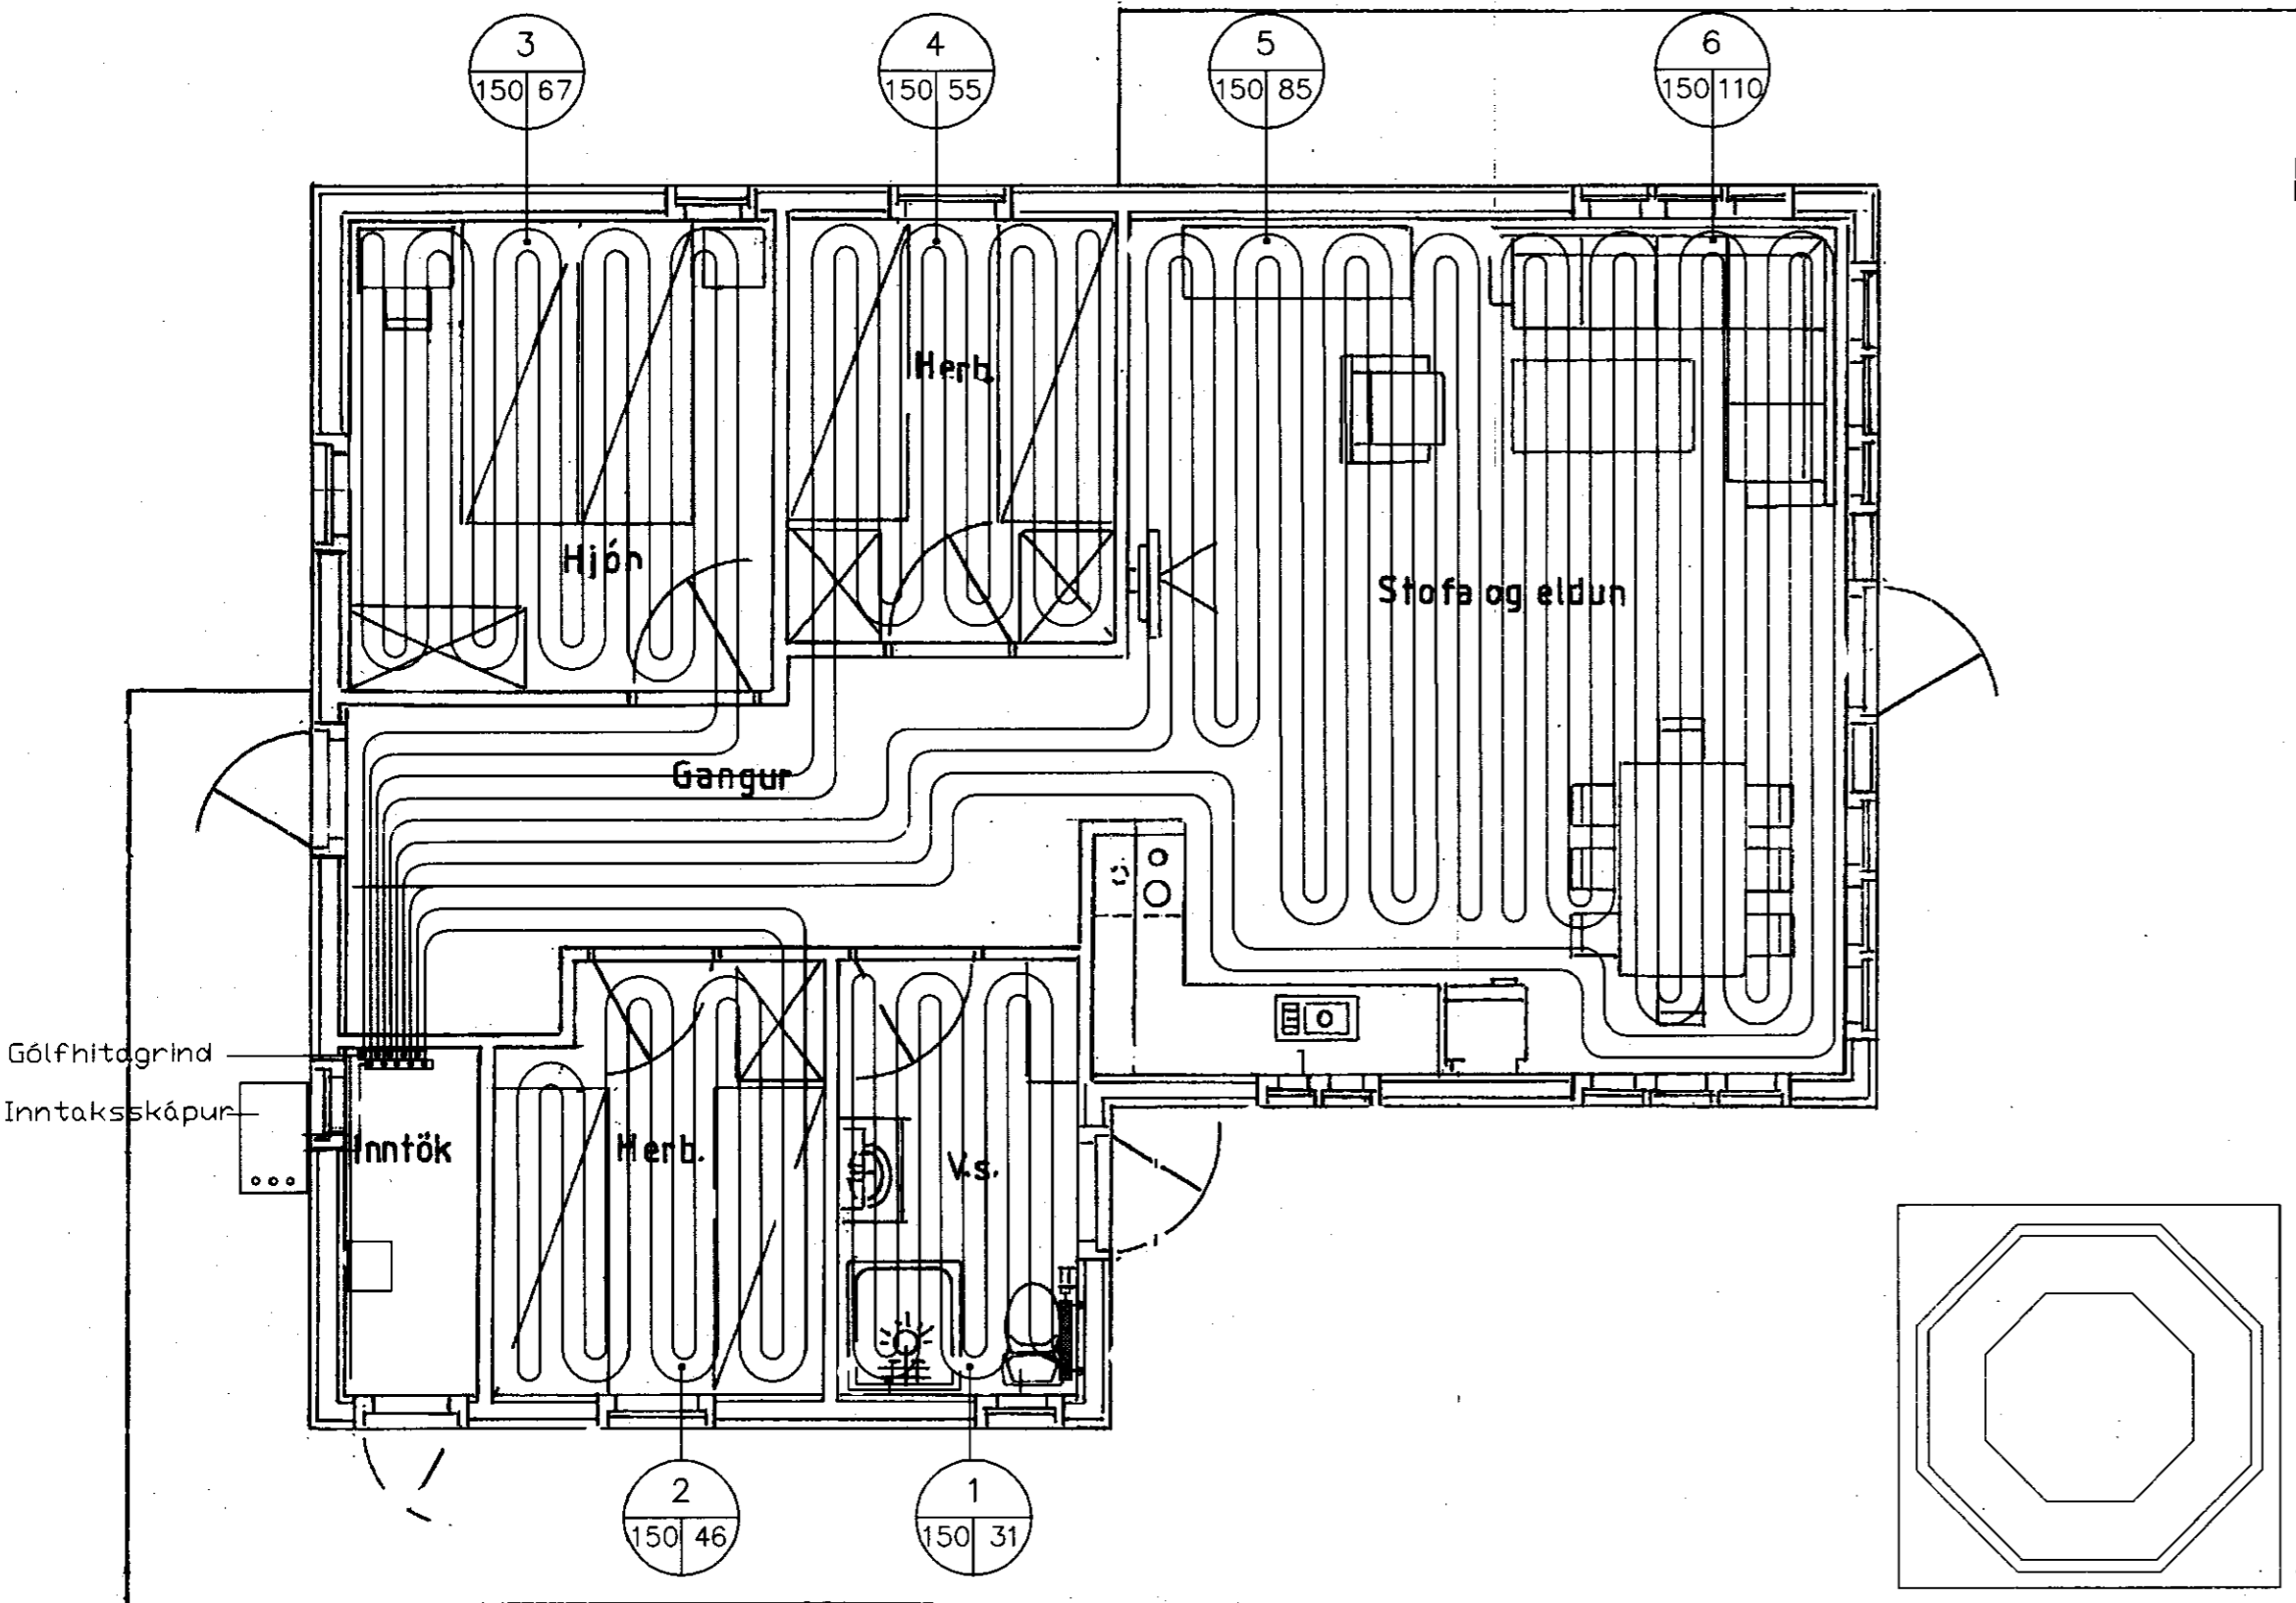 3
150 67
4
150 55
5
150 85
6
150 110
Herb.
Hjón
Stofa og eldun
Gangur
Gólfhitagrind
Inntaksskápur
Inntök
Herb.
V.s.
2
150 46
1
150 31